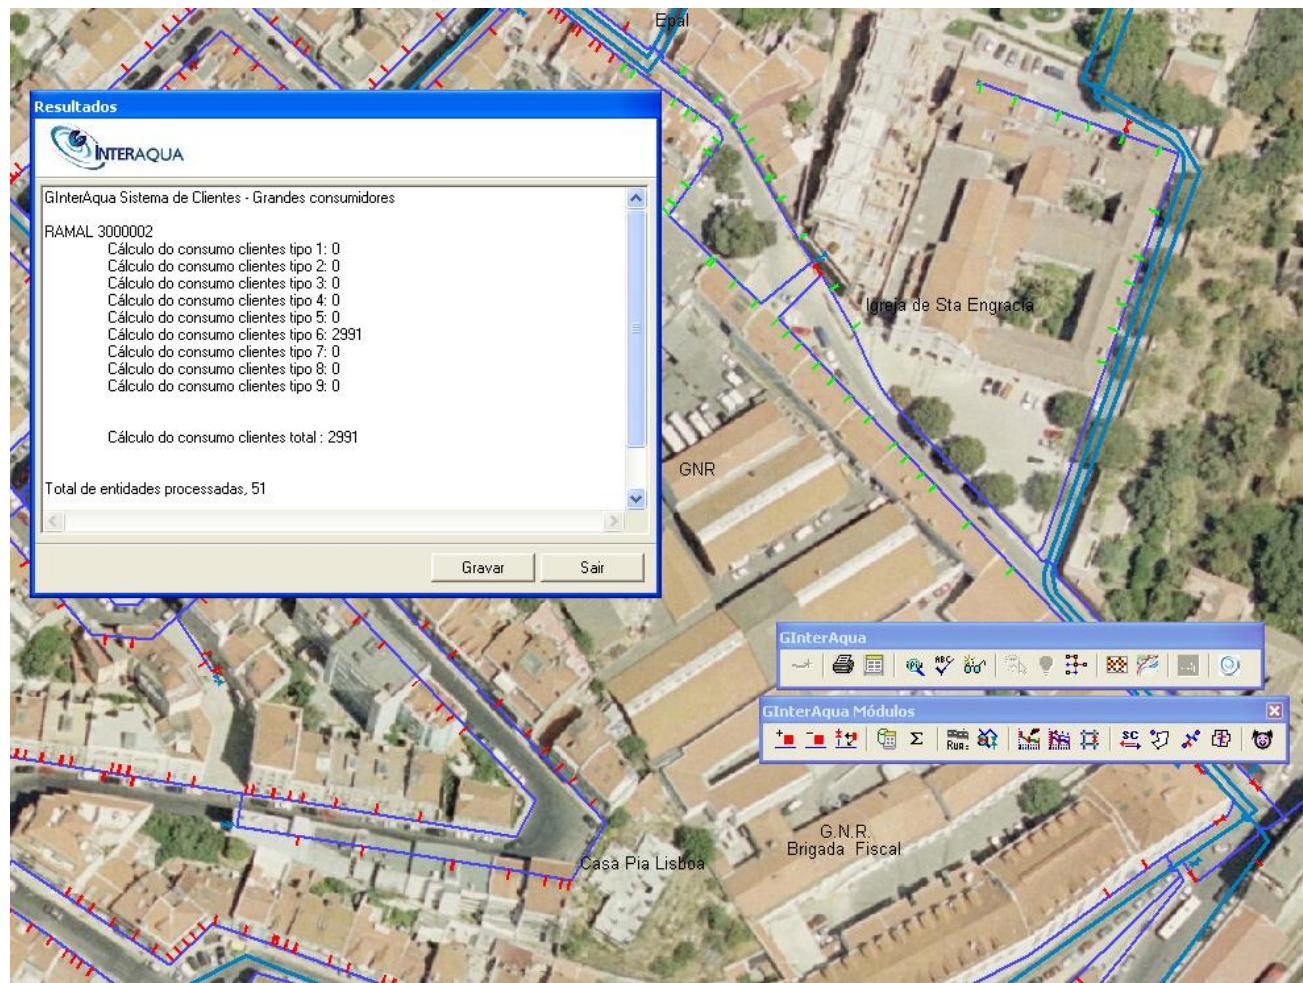 Epal
Resultados
INTERAQUA
GInterAqua Sistema de Clientes - Grandes consumidores
RAMAL 3000002
Cálculo do consumo clientes tipo 1: 0
Cálculo do consumo clientes tipo 2: 0
Cálculo do consumo clientes tipo 3: 0
Cálculo do consumo clientes tipo 4: 0
Cálculo do consumo clientes tipo 5: 0
Cálculo do consumo clientes tipo 6: 2991
Cálculo do consumo clientes tipo 7: 0
Cálculo do consumo clientes tipo 8: 0
Cálculo do consumo clientes tipo 9: 0
Cálculo do consumo clientes total : 2991
Total de entidades processadas, 51
Gravar Sair
Igreja de Sta Engracia
GNR
GInterAqua
ABC
GInterAqua Módulos
Σ RUA: SC
G.N.R.
Brigada Fiscal
Casa Pia Lisboa